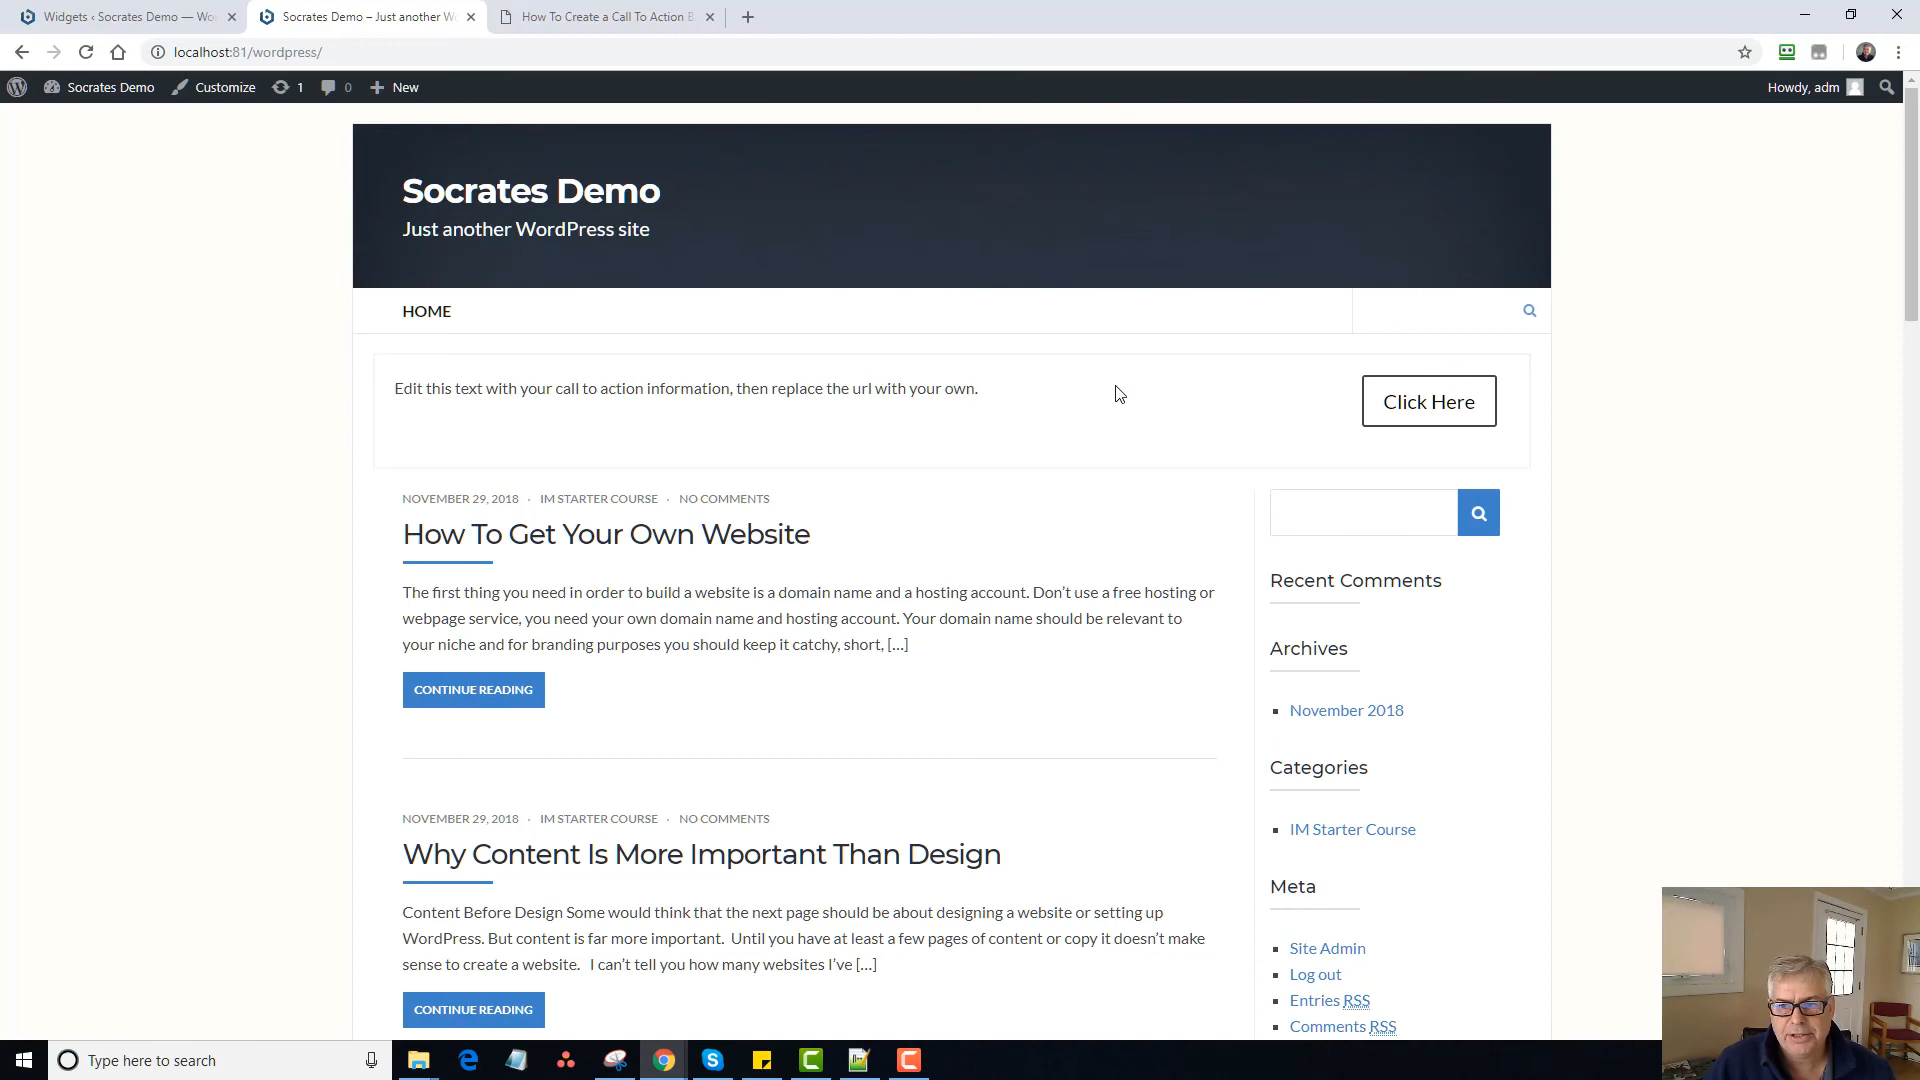 Widgets ‹ Socrates Demo — Wo
Socrates Demo – Just another W
How To Create a Call To Action B
localhost:81/wordpress/
Socrates Demo
Customize
1
0
New
Howdy, adm
Socrates Demo
Just another WordPress site
HOME
Edit this text with your call to action information, then replace the url with your own.
Click Here
NOVEMBER 29, 2018 · IM STARTER COURSE · NO COMMENTS
How To Get Your Own Website
The first thing you need in order to build a website is a domain name and a hosting account. Don’t use a free hosting or
webpage service, you need your own domain name and hosting account. Your domain name should be relevant to
your niche and for branding purposes you should keep it catchy, short, […]
CONTINUE READING
NOVEMBER 29, 2018 · IM STARTER COURSE · NO COMMENTS
Why Content Is More Important Than Design
Content Before Design Some would think that the next page should be about designing a website or setting up
WordPress. But content is far more important.  Until you have at least a few pages of content or copy it doesn’t make
sense to create a website.   I can’t tell you how many websites I’ve […]
CONTINUE READING
Recent Comments
Archives
November 2018
Categories
IM Starter Course
Meta
Site Admin
Log out
Entries RSS
Comments RSS
Type here to search